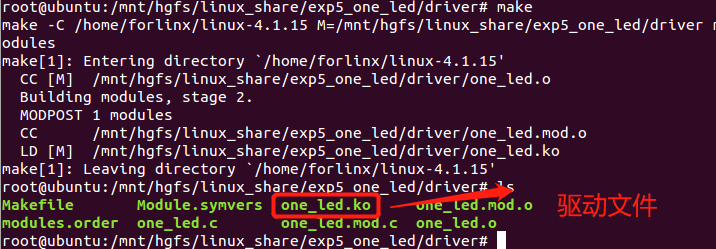 root@ubuntu:/mnt/hgfs/linux_share/exp5_one_led/driver# make
make -C /home/forlinx/linux-4.1.15 M=/mnt/hgfs/linux_share/exp5_one_led/driver m
odules
make[1]: Entering directory `/home/forlinx/linux-4.1.15'
CC [M]  /mnt/hgfs/linux_share/exp5_one_led/driver/one_led.o
Building modules, stage 2.
MODPOST 1 modules
CC      /mnt/hgfs/linux_share/exp5_one_led/driver/one_led.mod.o
LD [M]  /mnt/hgfs/linux_share/exp5_one_led/driver/one_led.ko
make[1]: Leaving directory `/home/forlinx/linux-4.1.15'
root@ubuntu:/mnt/hgfs/linux_share/exp5_one_led/driver# ls
Makefile       Module.symvers  one_led.ko     one_led.mod.o
驱动文件
modules.order  one_led.c       one_led.mod.c  one_led.o
root@ubuntu:/mnt/hgfs/linux_share/exp5_one_led/driver#